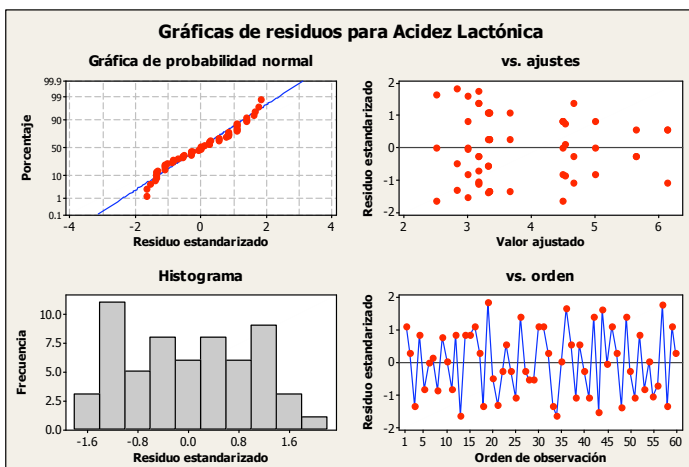 Gráficas de residuos para Acidez Lactónica
Gráfica de probabilidad normal
99.9
99
90
50
10
1
0.1
Porcentaje
-4 -2 0 2 4
Residuo estandarizado
vs. ajustes
2
1
0
-1
-2
Residuo estandarizado
2 3 4 5 6
Valor ajustado
Histograma
10.0
7.5
5.0
2.5
0.0
Frecuencia
-1.6 -0.8 0.0 0.8 1.6
Residuo estandarizado
vs. orden
2
1
0
-1
-2
Residuo estandarizado
1 5 10 15 20 25 30 35 40 45 50 55 60
Orden de observación